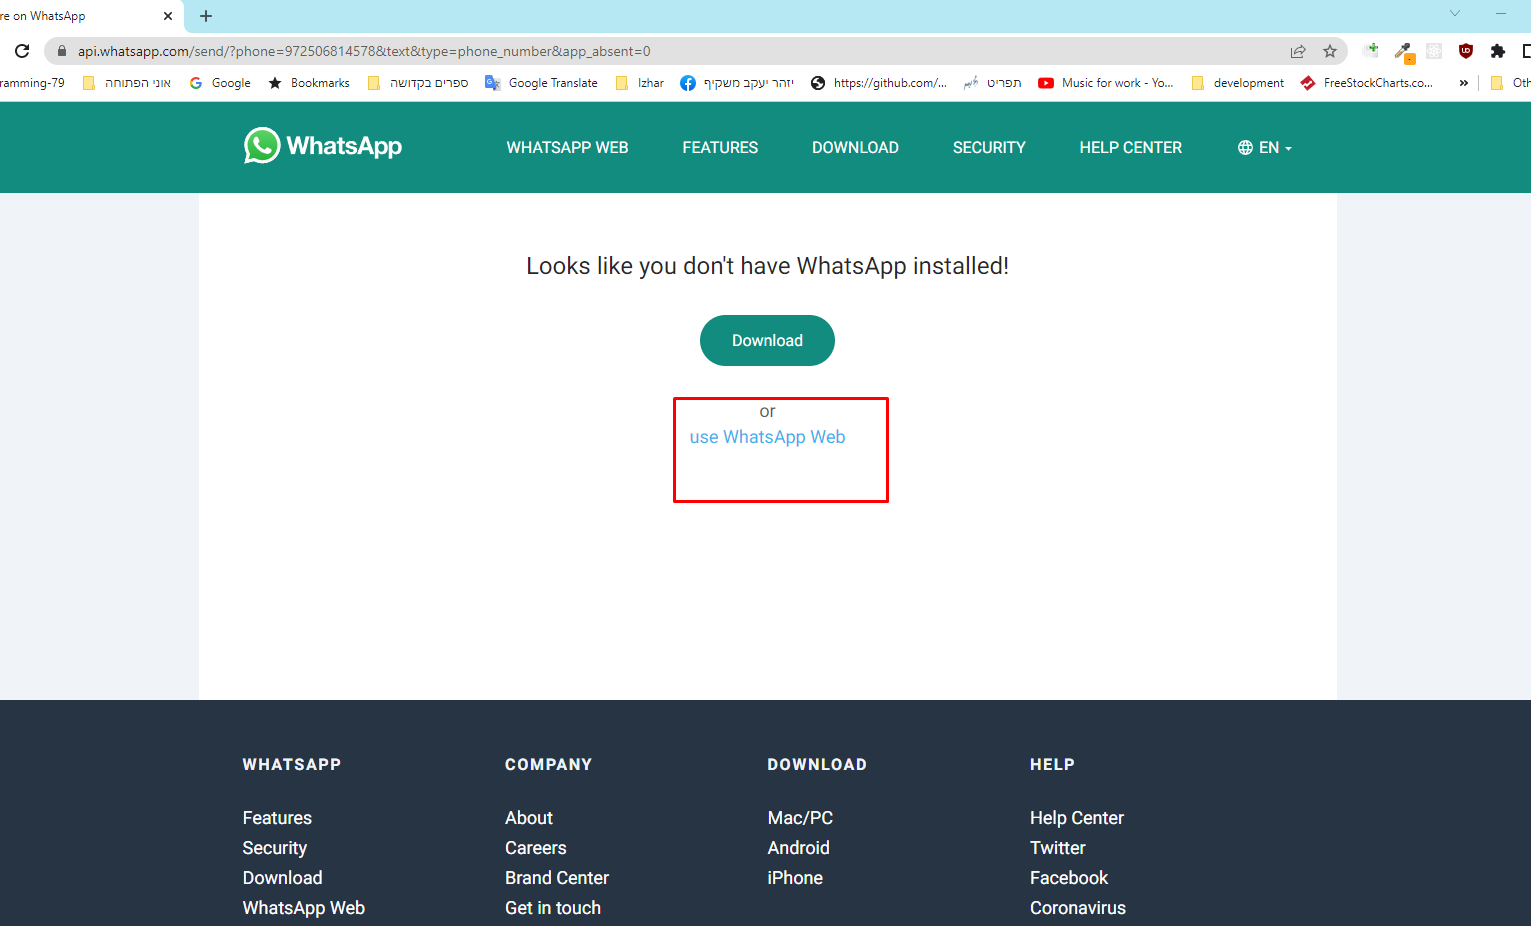 re on WhatsApp
api.whatsapp.com/send/?phone=972506814578&text&type=phone_number&app_absent=0
ramming-79 אוני הפתוחה Google Bookmarks ספרים בקדושה Google Translate Izhar יזהר יעקב משקיף https://github.com/... תפריט Music for work - Yo... development FreeStockCharts.co... » Oth
WhatsApp WHATSAPP WEB FEATURES DOWNLOAD SECURITY HELP CENTER EN
Looks like you don't have WhatsApp installed!
Download
or
use WhatsApp Web
WHATSAPP COMPANY DOWNLOAD HELP
Features About Mac/PC Help Center
Security Careers Android Twitter
Download Brand Center iPhone Facebook
WhatsApp Web Get in touch Coronavirus